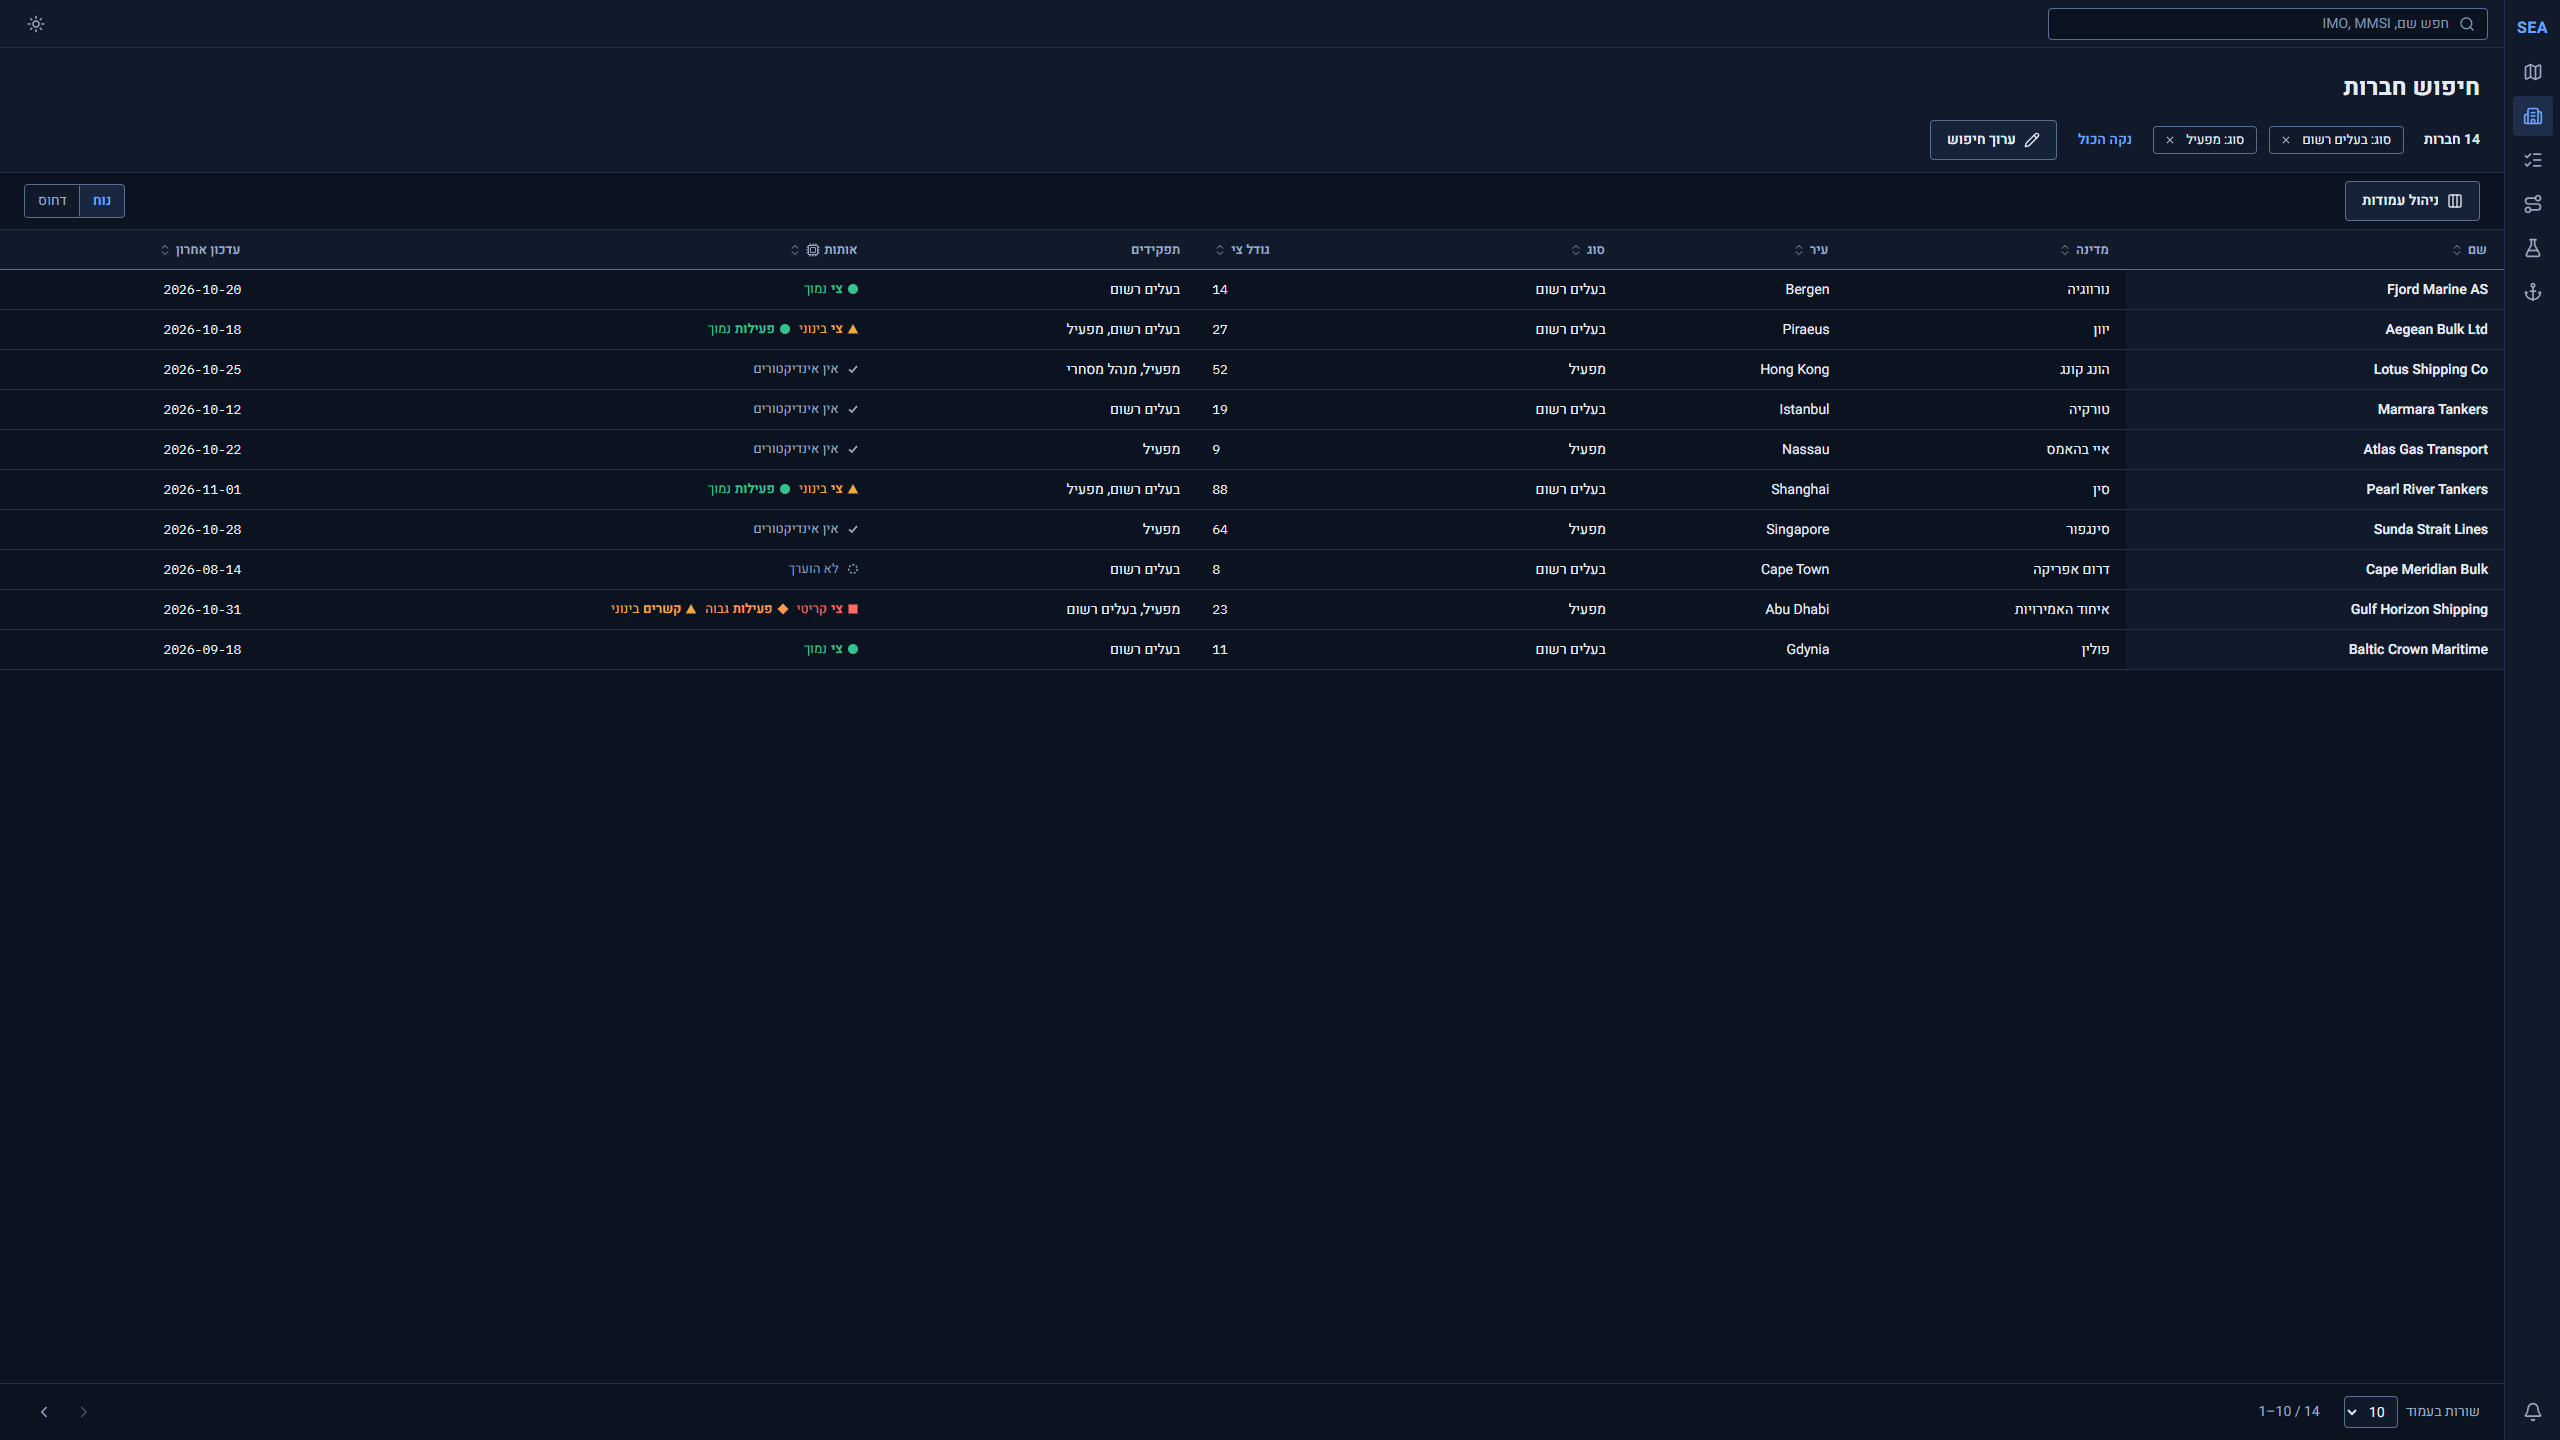 SEA
חפש שם, IMO, MMSI
חיפוש חברות
14 חברות סוג: בעלים רשום סוג: מפעיל נקה הכול ערוך חיפוש
ניהול עמודות נוח דחוס
שם מדינה עיר סוג גודל צי תפקידים אותות עדכון אחרון
Fjord Marine AS נורווגיה Bergen בעלים רשום 14 בעלים רשום צי נמוך 2026-10-20
Aegean Bulk Ltd יוון Piraeus בעלים רשום 27 בעלים רשום, מפעיל צי בינוני פעילות נמוך 2026-10-18
Lotus Shipping Co הונג קונג Hong Kong מפעיל 52 מפעיל, מנהל מסחרי אין אינדיקטורים 2026-10-25
Marmara Tankers טורקיה Istanbul בעלים רשום 19 בעלים רשום אין אינדיקטורים 2026-10-12
Atlas Gas Transport איי בהאמס Nassau מפעיל 9 מפעיל אין אינדיקטורים 2026-10-22
Pearl River Tankers סין Shanghai בעלים רשום 88 בעלים רשום, מפעיל צי בינוני פעילות נמוך 2026-11-01
Sunda Strait Lines סינגפור Singapore מפעיל 64 מפעיל אין אינדיקטורים 2026-10-28
Cape Meridian Bulk דרום אפריקה Cape Town בעלים רשום 8 בעלים רשום לא הוערך 2026-08-14
Gulf Horizon Shipping איחוד האמירויות Abu Dhabi מפעיל 23 מפעיל, בעלים רשום צי קריטי פעילות גבוה קשרים בינוני 2026-10-31
Baltic Crown Maritime פולין Gdynia בעלים רשום 11 בעלים רשום צי נמוך 2026-09-18
שורות בעמוד 10 1–10 / 14